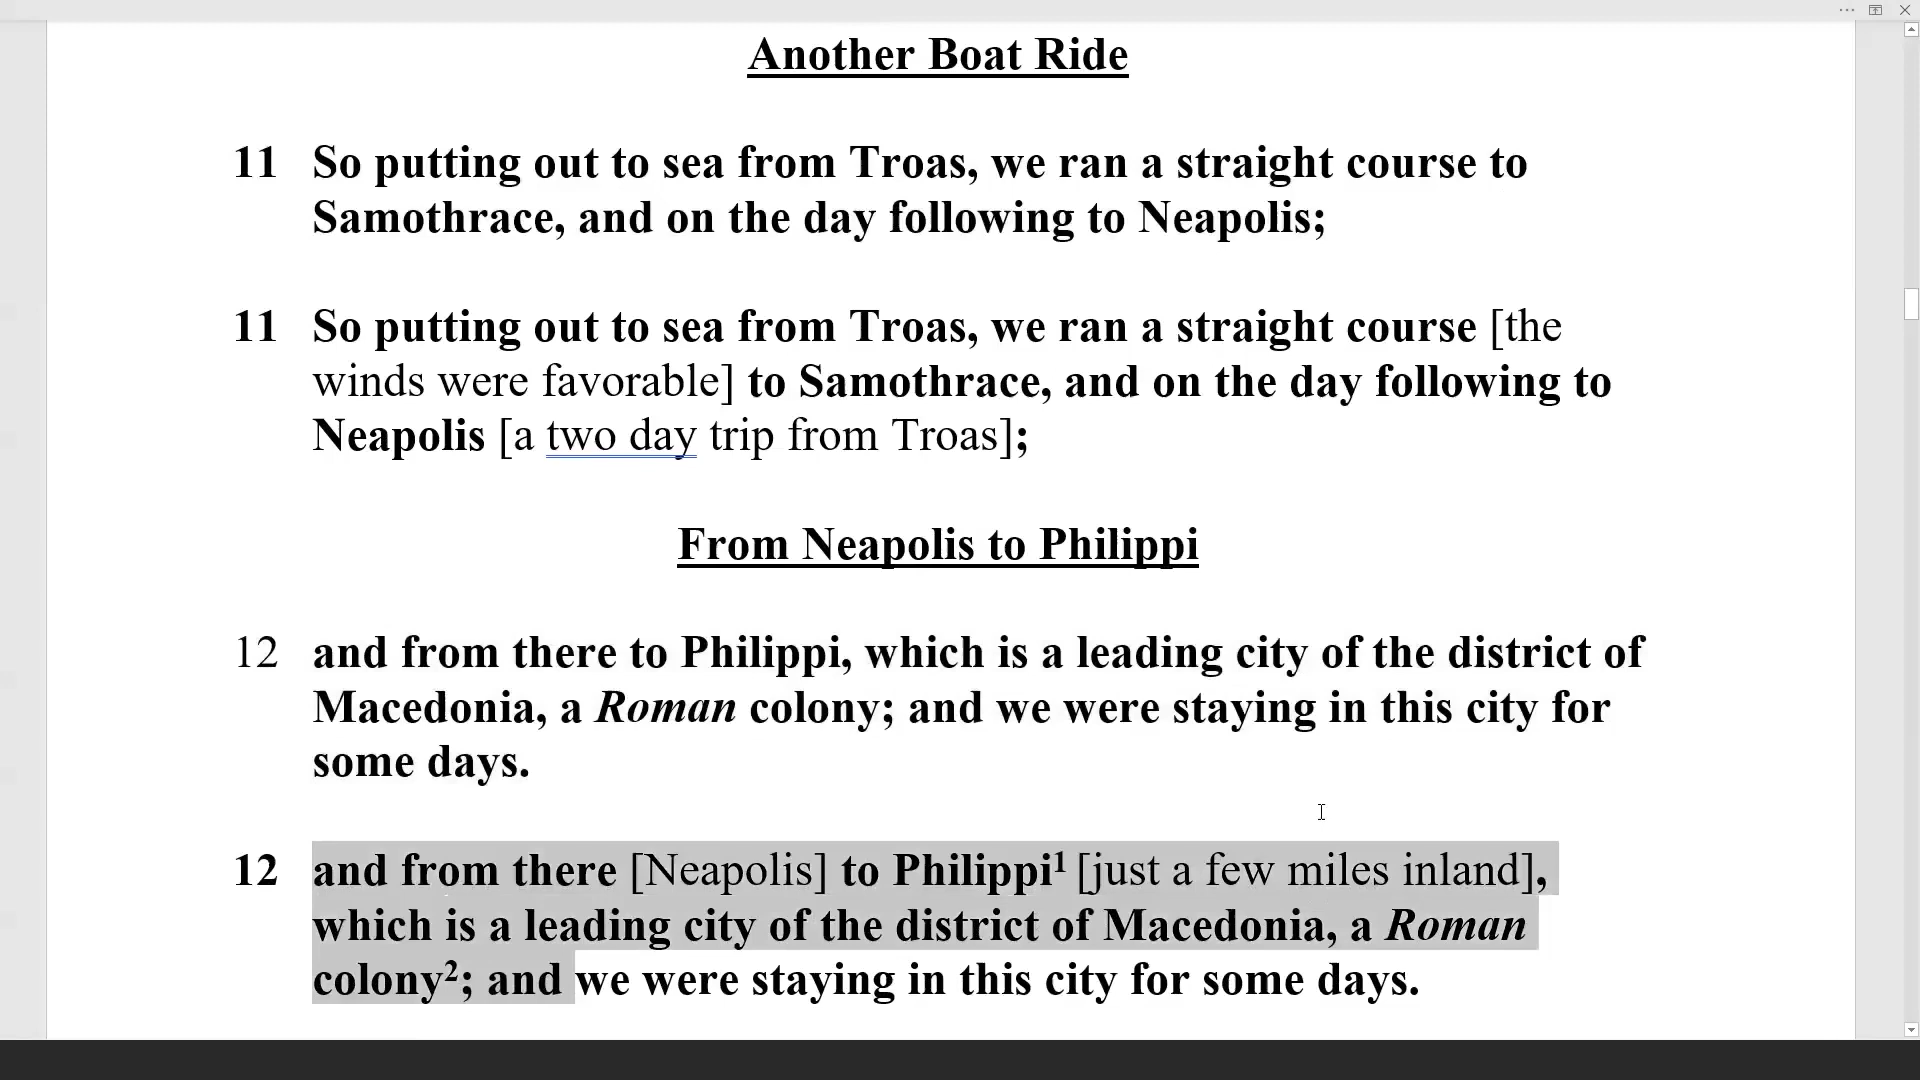 Another Boat Ride
11 So putting out to sea from Troas, we ran a straight course to
Samothrace, and on the day following to Neapolis;
11 So putting out to sea from Troas, we ran a straight course [the
winds were favorable] to Samothrace, and on the day following to
Neapolis [a two day trip from Troas];
From Neapolis to Philippi
12 and from there to Philippi, which is a leading city of the district of
Macedonia, a Roman colony; and we were staying in this city for
some days.
12 and from there [Neapolis] to Philippi¹ [just a few miles inland],
which is a leading city of the district of Macedonia, a Roman
colony²; and we were staying in this city for some days.